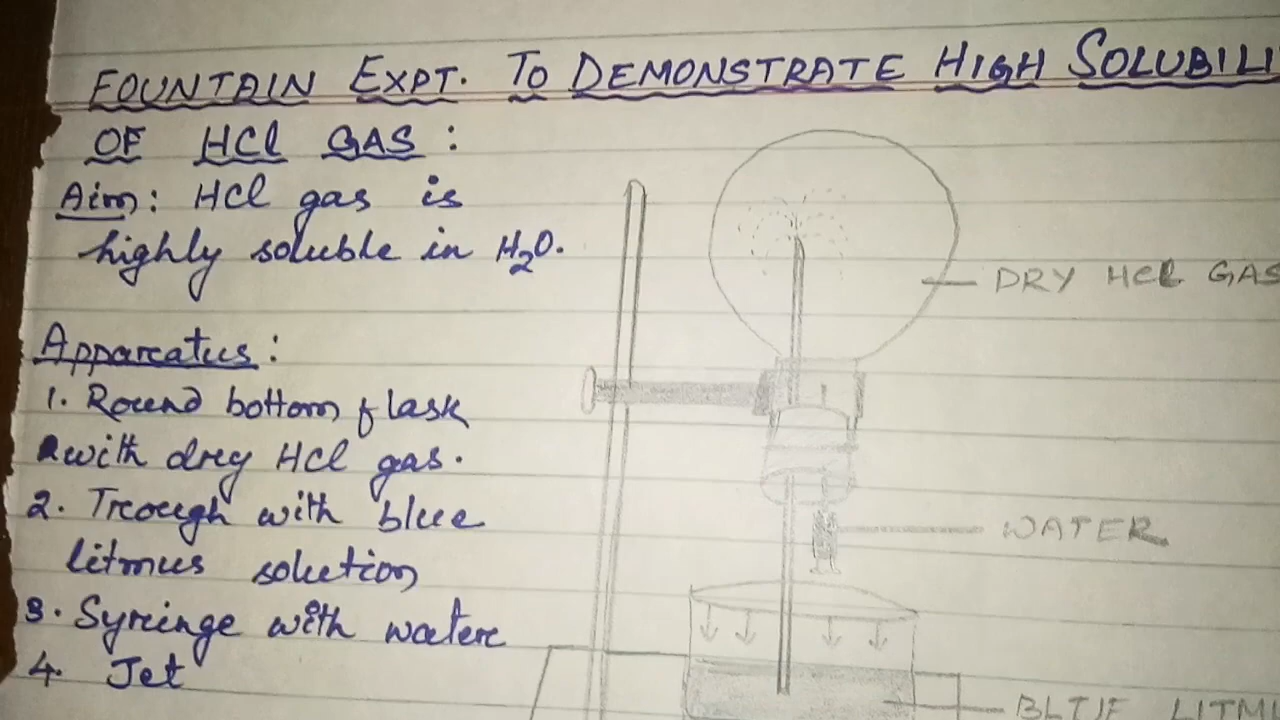 FOUNTAIN EXPT. TO DEMONSTRATE HIGH SOLUBILI
OF HCl GAS:
Aim: HCl gas is
highly soluble in H2O.
DRY HCl GAS
Apparatus:
1. Round bottom flask
with dry HCl gas.
2. Trough with blue
litmus solution
WATER
3. Syringe with water
4. Jet
BLUE LITM